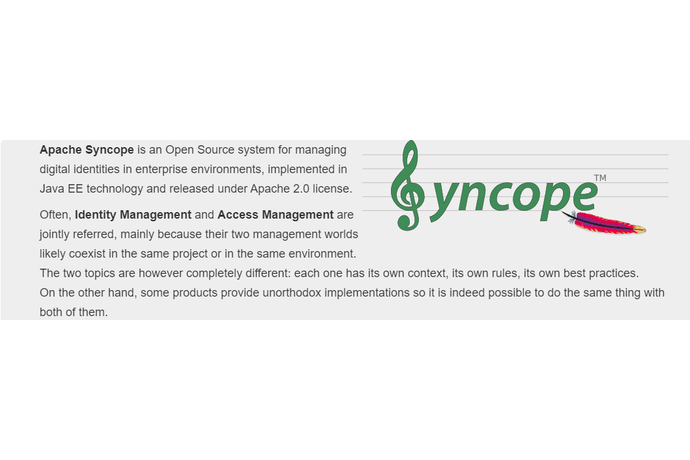 Apache Syncope is an Open Source system for managing
digital identities in enterprise environments, implemented in
Java EE technology and released under Apache 2.0 license.
yncope™
Often, Identity Management and Access Management are
jointly referred, mainly because their two management worlds
likely coexist in the same project or in the same environment.
The two topics are however completely different: each one has its own context, its own rules, its own best practices.
On the other hand, some products provide unorthodox implementations so it is indeed possible to do the same thing with
both of them.